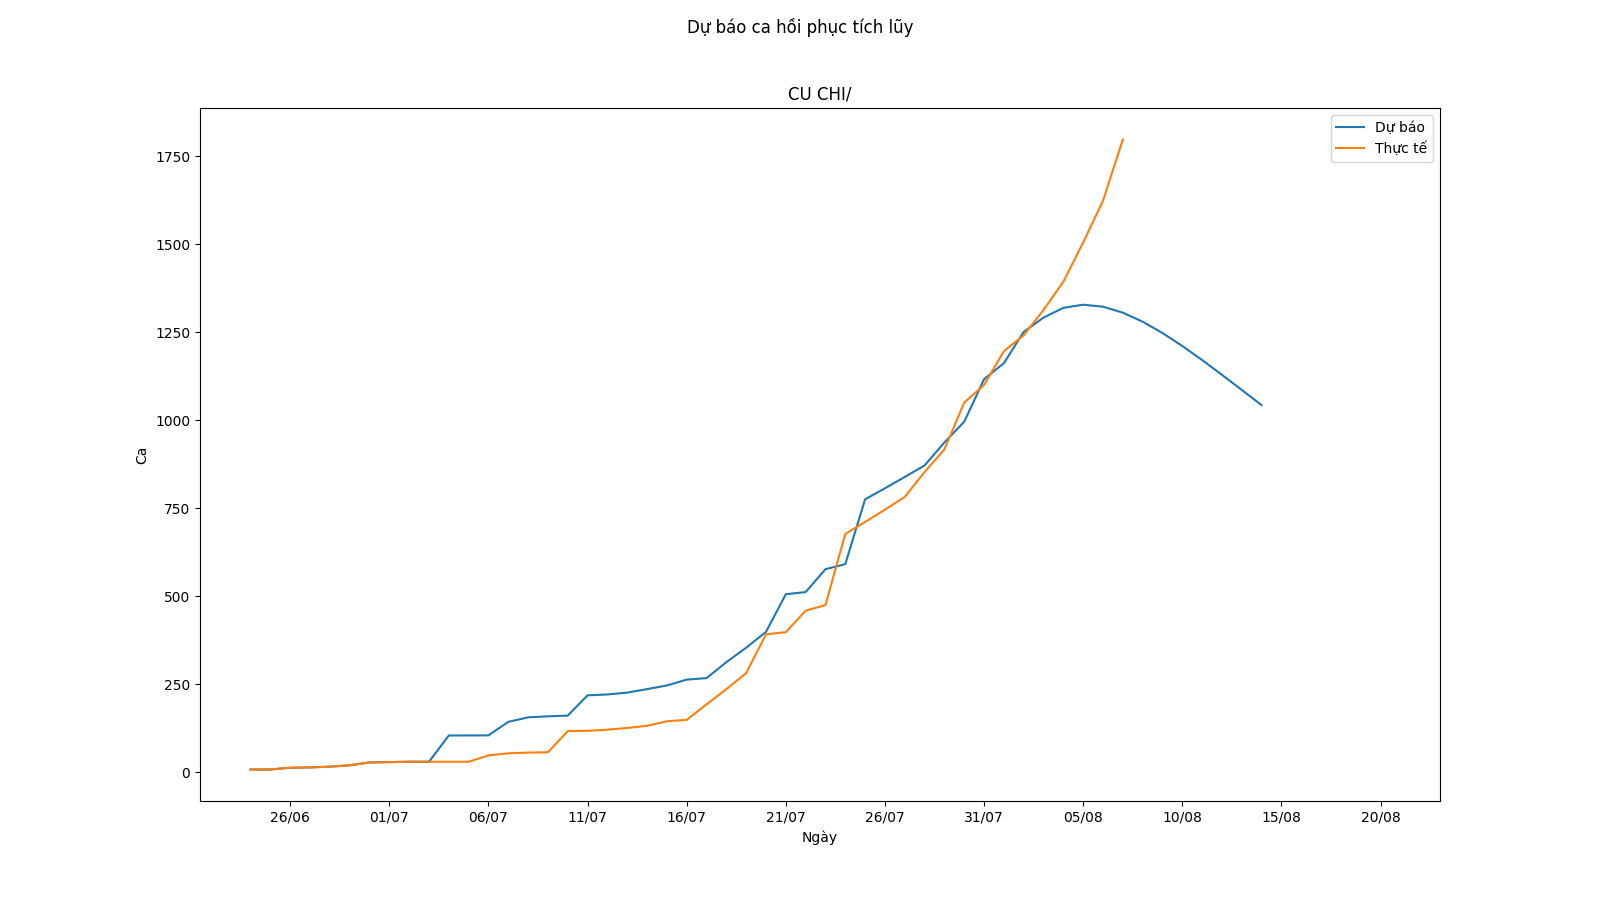 Dự báo ca hồi phục tích lũy
CU CHI/
Dự báo
Thực tế
1750
1500
1250
1000
750
500
250
0
Ca
26/06 01/07 06/07 11/07 16/07 21/07 26/07 31/07 05/08 10/08 15/08 20/08
Ngày